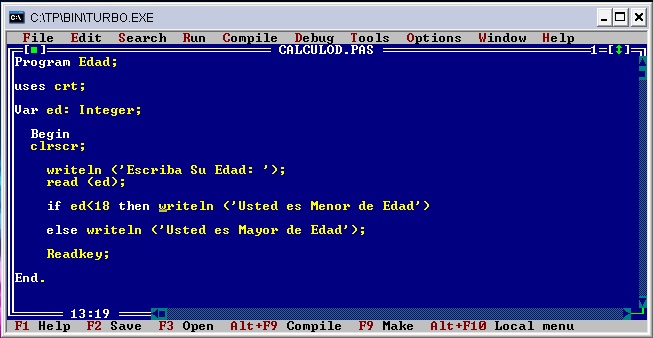 C:\TP\BIN\TURBO.EXE
File Edit Search Run Compile Debug Tools Options Window Help
CALCULOD.PAS 1
Program Edad;
uses crt;
Var ed: Integer;
Begin
clrscr;
writeln ('Escriba Su Edad: ');
read (ed);
if ed<18 then writeln ('Usted es Menor de Edad')
else writeln ('Usted es Mayor de Edad');
Readkey;
End.
13:19
F1 Help F2 Save F3 Open Alt+F9 Compile F9 Make Alt+F10 Local menu